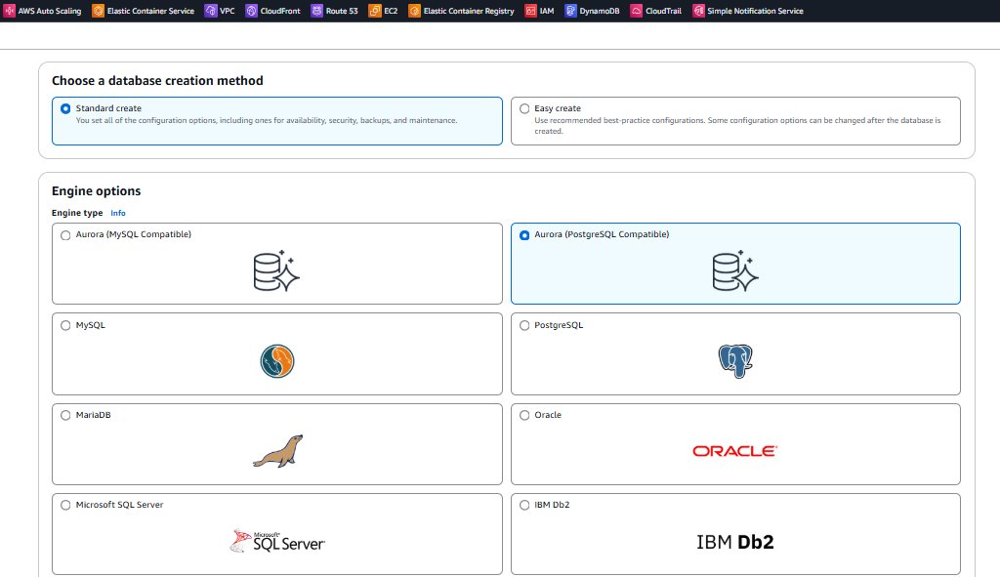 AWS Auto Scaling Elastic Container Service VPC CloudFront Route 53 EC2 Elastic Container Registry IAM DynamoDB CloudTrail Simple Notification Service
Choose a database creation method
Standard create
You set all of the configuration options, including ones for availability, security, backups, and maintenance.
Easy create
Use recommended best-practice configurations. Some configuration options can be changed after the database is
created.
Engine options
Engine type Info
Aurora (MySQL Compatible)
Aurora (PostgreSQL Compatible)
MySQL
PostgreSQL
MariaDB
Oracle
ORACLE
Microsoft SQL Server
Microsoft
SQL Server
IBM Db2
IBM Db2